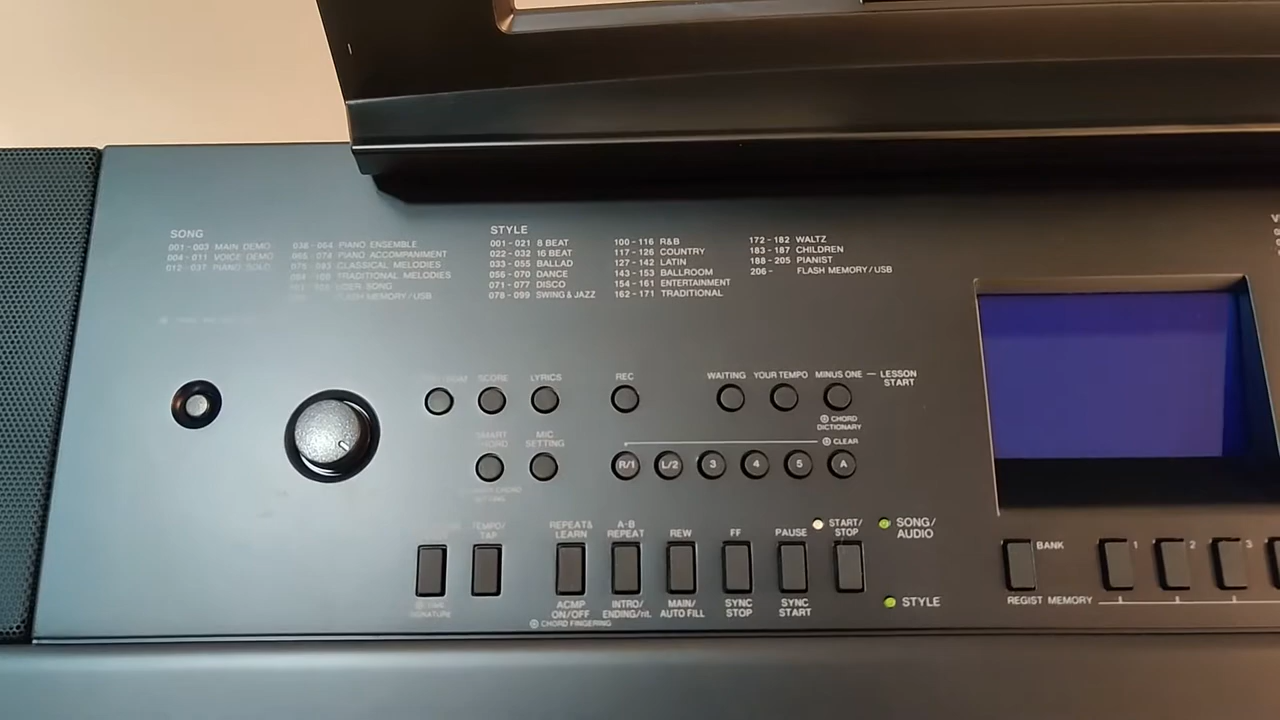 SONG
001 - 003 MAIN DEMO
004 - 011 VOICE DEMO
012 - 037 PIANO SOLO
038 - 064 PIANO ENSEMBLE
065 - 074 PIANO ACCOMPANIMENT
075 - 083 CLASSICAL MELODIES
TRADITIONAL MELODIES
USER SONG
FLASH MEMORY / USB
STYLE
001 - 021 8 BEAT
022 - 032 16 BEAT
033 - 055 BALLAD
056 - 070 DANCE
071 - 077 DISCO
078 - 099 SWING & JAZZ
100 - 116 R&B
117 - 126 COUNTRY
127 - 142 LATIN
143 - 153 BALLROOM
154 - 161 ENTERTAINMENT
162 - 171 TRADITIONAL
172 - 182 WALTZ
183 - 187 CHILDREN
188 - 205 PIANIST
206 - FLASH MEMORY / USB
SCORE
LYRICS
REC
WAITING
YOUR TEMPO
MINUS ONE — LESSON
START
CHORD
DICTIONARY
SMART
CHORD
MIC
SETTING
CLEAR
R/1
L/2
3
4
5
A
TEMPO/
TAP
REPEAT&
LEARN
A-B
REPEAT
REW
FF
PAUSE
START/
STOP
SONG/
AUDIO
BANK
1
2
3
SIGNATURE
ACMP
ON/OFF
INTRO/
ENDING/rit.
MAIN/
AUTO FILL
SYNC
STOP
SYNC
START
STYLE
CHORD FINGERING
REGIST MEMORY